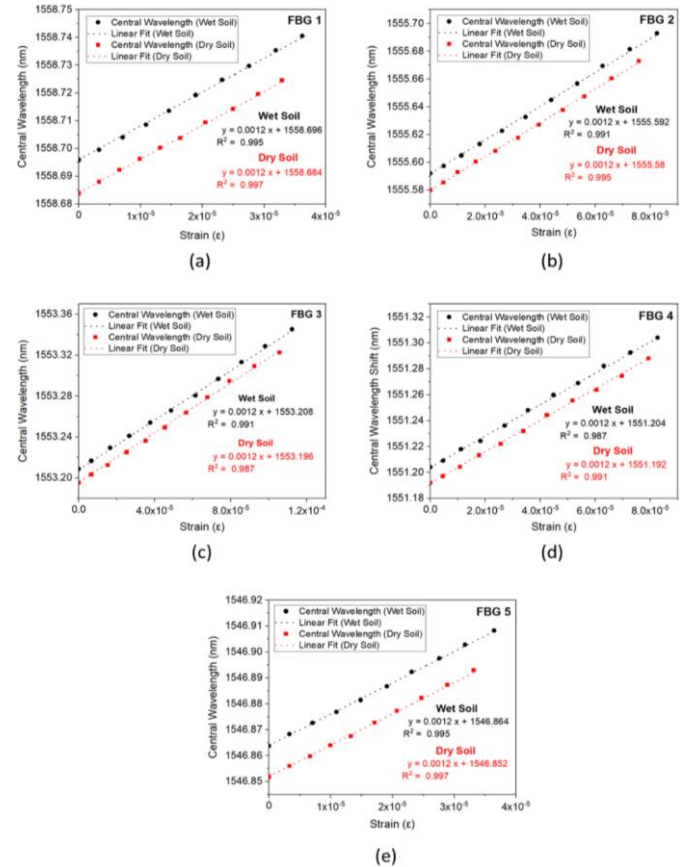 FBG 1
Central Wavelength (Wet Soil)
Linear Fit (Wet Soil)
Central Wavelength (Dry Soil)
Linear Fit (Dry Soil)
1558.75
1558.74
1558.73
1558.72
1558.71
1558.70
1558.69
1558.68
Central Wavelength (nm)
Wet Soil
y = 0.0012 x + 1558.696
R² = 0.995
Dry Soil
y = 0.0012 x + 1558.684
R² = 0.997
0.0 1x10⁻⁵ 2x10⁻⁵ 3x10⁻⁵ 4x10⁻⁵
Strain (ε)
(a)
FBG 2
Central Wavelength (Wet Soil)
Linear Fit (Wet Soil)
Central Wavelength (Dry Soil)
Linear Fit (Dry Soil)
1555.70
1555.68
1555.66
1555.64
1555.62
1555.60
1555.58
Central Wavelength (nm)
Wet Soil
y = 0.0012 x + 1555.592
R² = 0.991
Dry Soil
y = 0.0012 x + 1555.58
R² = 0.995
0.0 2.0x10⁻⁵ 4.0x10⁻⁵ 6.0x10⁻⁵ 8.0x10⁻⁵
Strain (ε)
(b)
FBG 3
Central Wavelength (Wet Soil)
Linear Fit (Wet Soil)
Central Wavelength (Dry Soil)
Linear Fit (Dry Soil)
1553.36
1553.32
1553.28
1553.24
1553.20
Central Wavelength (nm)
Wet Soil
y = 0.0012 x + 1553.208
R² = 0.991
Dry Soil
y = 0.0012 x + 1553.196
R² = 0.987
0.0 4.0x10⁻⁵ 8.0x10⁻⁵ 1.2x10⁻⁴
Strain (ε)
(c)
FBG 4
Central Wavelength (Wet Soil)
Linear Fit (Wet Soil)
Central Wavelength (Dry Soil)
Linear Fit (Dry Soil)
1551.32
1551.30
1551.28
1551.26
1551.24
1551.22
1551.20
1551.18
Central Wavelength Shift (nm)
Wet Soil
y = 0.0012 x + 1551.204
R² = 0.987
Dry Soil
y = 0.0012 x + 1551.192
R² = 0.991
0.0 2.0x10⁻⁵ 4.0x10⁻⁵ 6.0x10⁻⁵ 8.0x10⁻⁵
Strain (ε)
(d)
FBG 5
Central Wavelength (Wet Soil)
Linear Fit (Wet Soil)
Central Wavelength (Dry Soil)
Linear Fit (Dry Soil)
1546.92
1546.91
1546.90
1546.89
1546.88
1546.87
1546.86
1546.85
Central Wavelength (nm)
Wet Soil
y = 0.0012 x + 1546.864
R² = 0.995
Dry Soil
y = 0.0012 x + 1546.852
R² = 0.997
0 1x10⁻⁵ 2x10⁻⁵ 3x10⁻⁵ 4x10⁻⁵
Strain (ε)
(e)